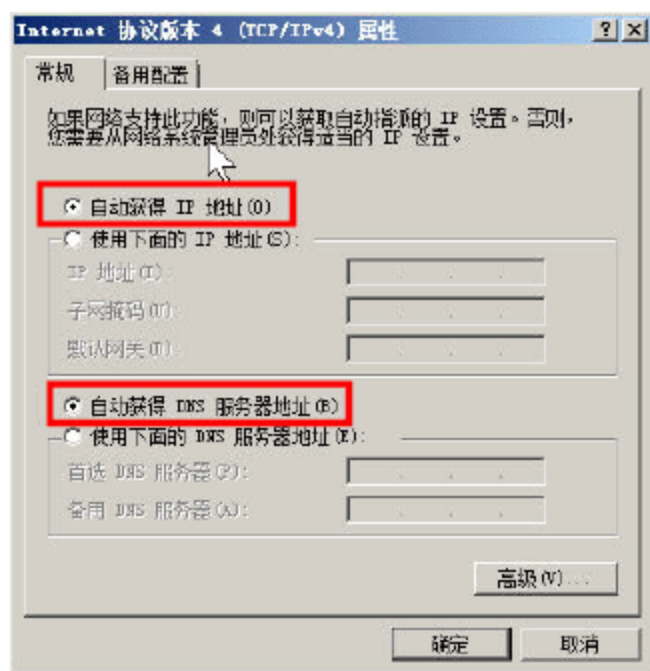 Internet 协议版本 4 (TCP/IPv4) 属性
常规
备用配置
如果网络支持此功能，则可以获取自动指派的 IP 设置。否则，
您需要从网络系统管理员处获得适当的 IP 设置。
自动获得 IP 地址(O)
使用下面的 IP 地址(S):
IP 地址(I):
子网掩码(U):
默认网关(D):
自动获得 DNS 服务器地址(B)
使用下面的 DNS 服务器地址(E):
首选 DNS 服务器(P):
备用 DNS 服务器(A):
高级(V)...
确定
取消